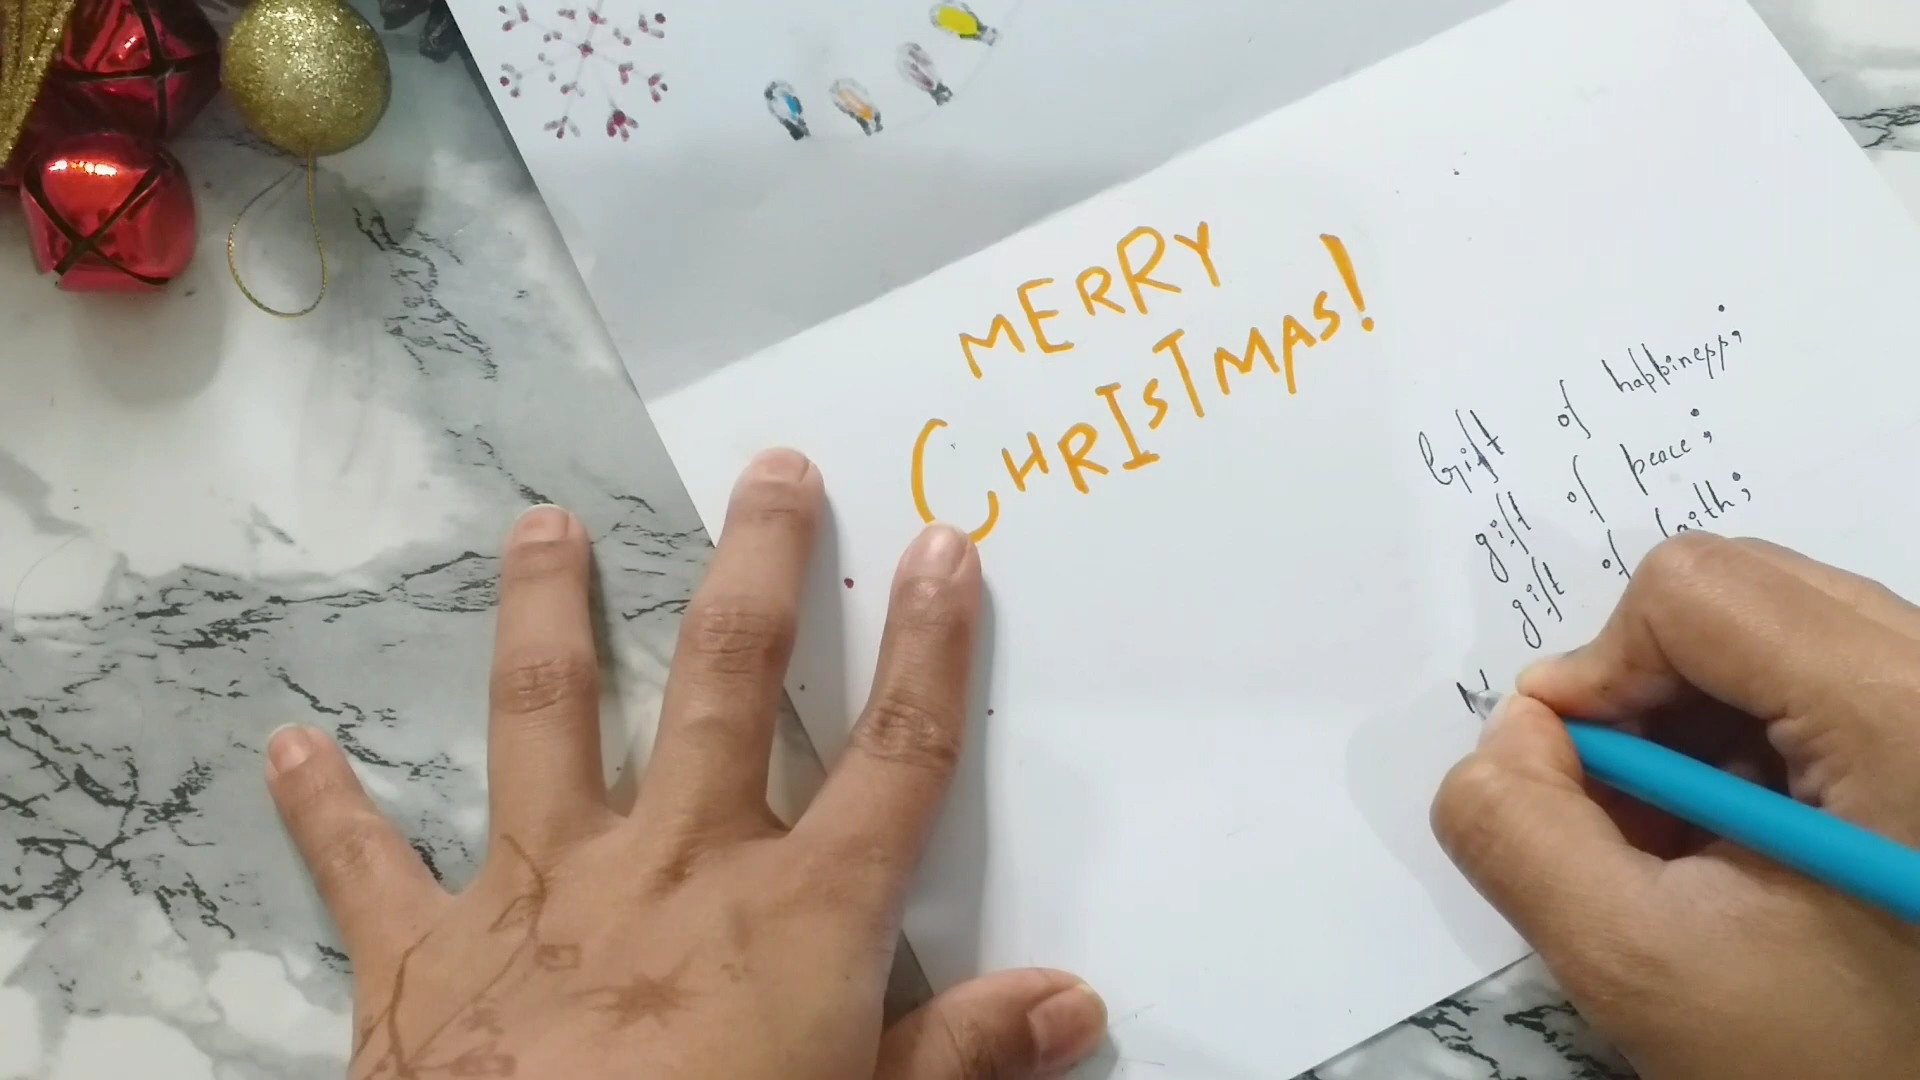 MERRY
CHRISTMAS!
Gift of happiness;
gift of peace;
gift of faith;